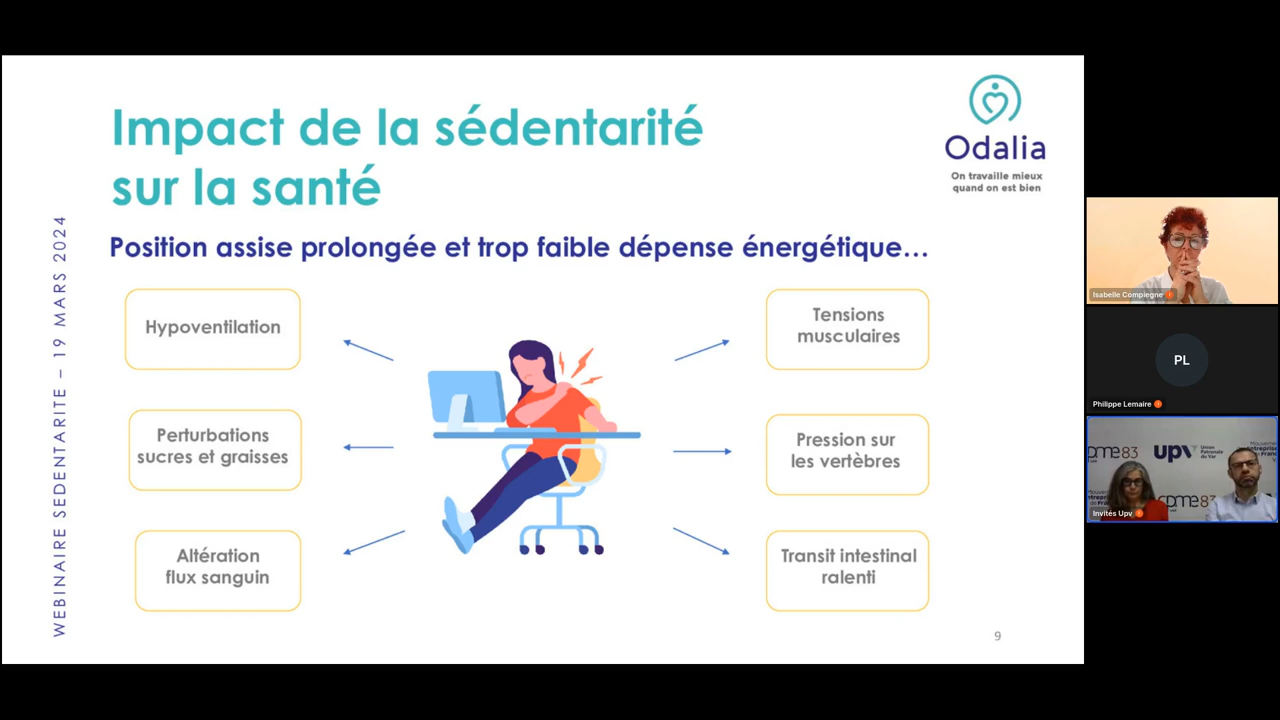 Impact de la sédentarité
sur la santé
Odalia
On travaille mieux
quand on est bien
Position assise prolongée et trop faible dépense énergétique...
WEBINAIRE SEDENTARITE – 19 MARS 2024
Hypoventilation
Perturbations
sucres et graisses
Altération
flux sanguin
Tensions
musculaires
Pression sur
les vertèbres
Transit intestinal
ralenti
9
Isabelle Compiegne
PL
Philippe Lemaire
upv
Union
Patronale
du Var
cpme83
Invités Upv